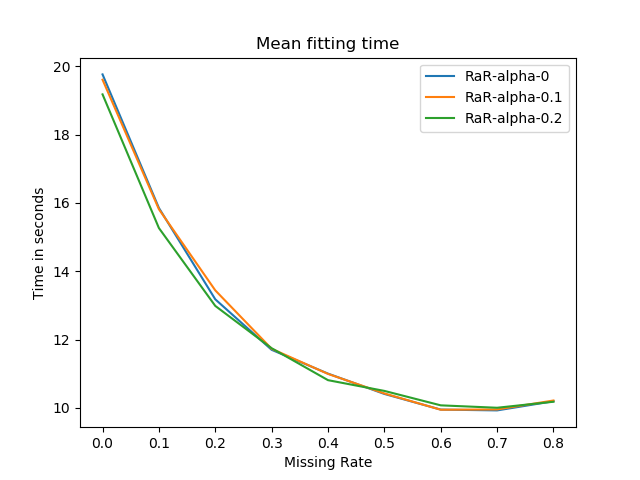 Mean fitting time
RaR-alpha-0
RaR-alpha-0.1
RaR-alpha-0.2
Time in seconds
20
18
16
14
12
10
0.0 0.1 0.2 0.3 0.4 0.5 0.6 0.7 0.8
Missing Rate